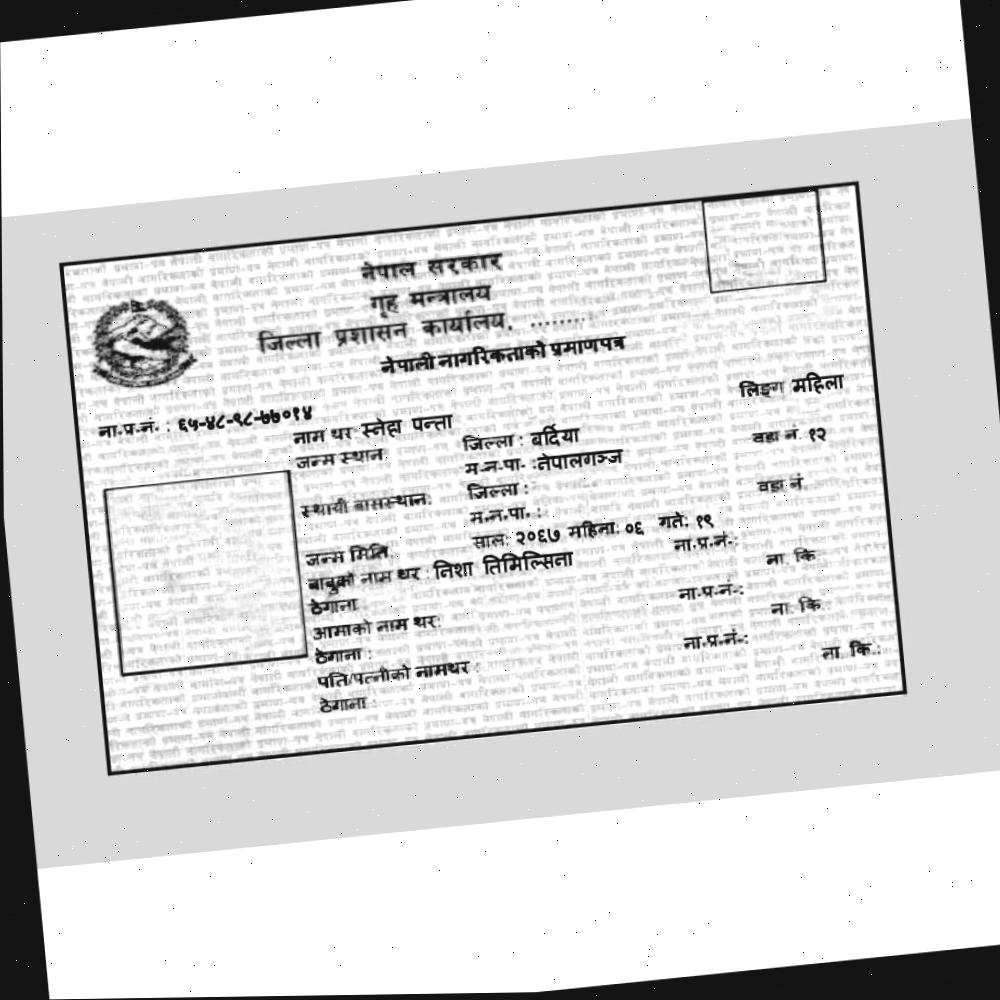 नेपाल सरकार
गृह मन्त्रालय
जिल्ला प्रशासन कार्यालय, .........
नेपाली नागरिकताको प्रमाणपत्र
लिङ्ग महिला
ना.प्र.नं. : ६५-४८-९८-७७०१४
नाम थर स्नेहा पन्ता
जन्म स्थान: जिल्ला : बर्दिया वडा नं. १२
म.न.पा. : नेपालगञ्ज
स्थायी बासस्थान: जिल्ला : वडा नं.
म.न.पा. :
जन्म मिति : साल: २०६७ महिना: ०६ गते: १९
बाबुको नाम थर : निशा तिमिल्सिना ना.प्र.नं.:
ठेगाना : ना. कि.
आमाको नाम थर: ना.प्र.नं.:
ठेगाना : ना. कि.:
पति/पत्नीको नामथर : ना.प्र.नं.:
ठेगाना ना. कि.: